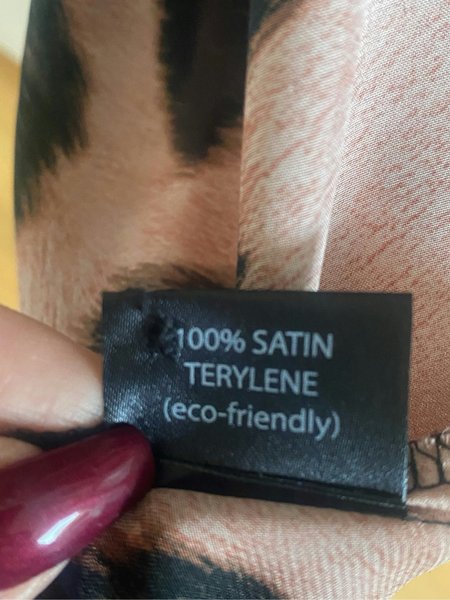 100% SATIN
TERYLENE
(eco-friendly)